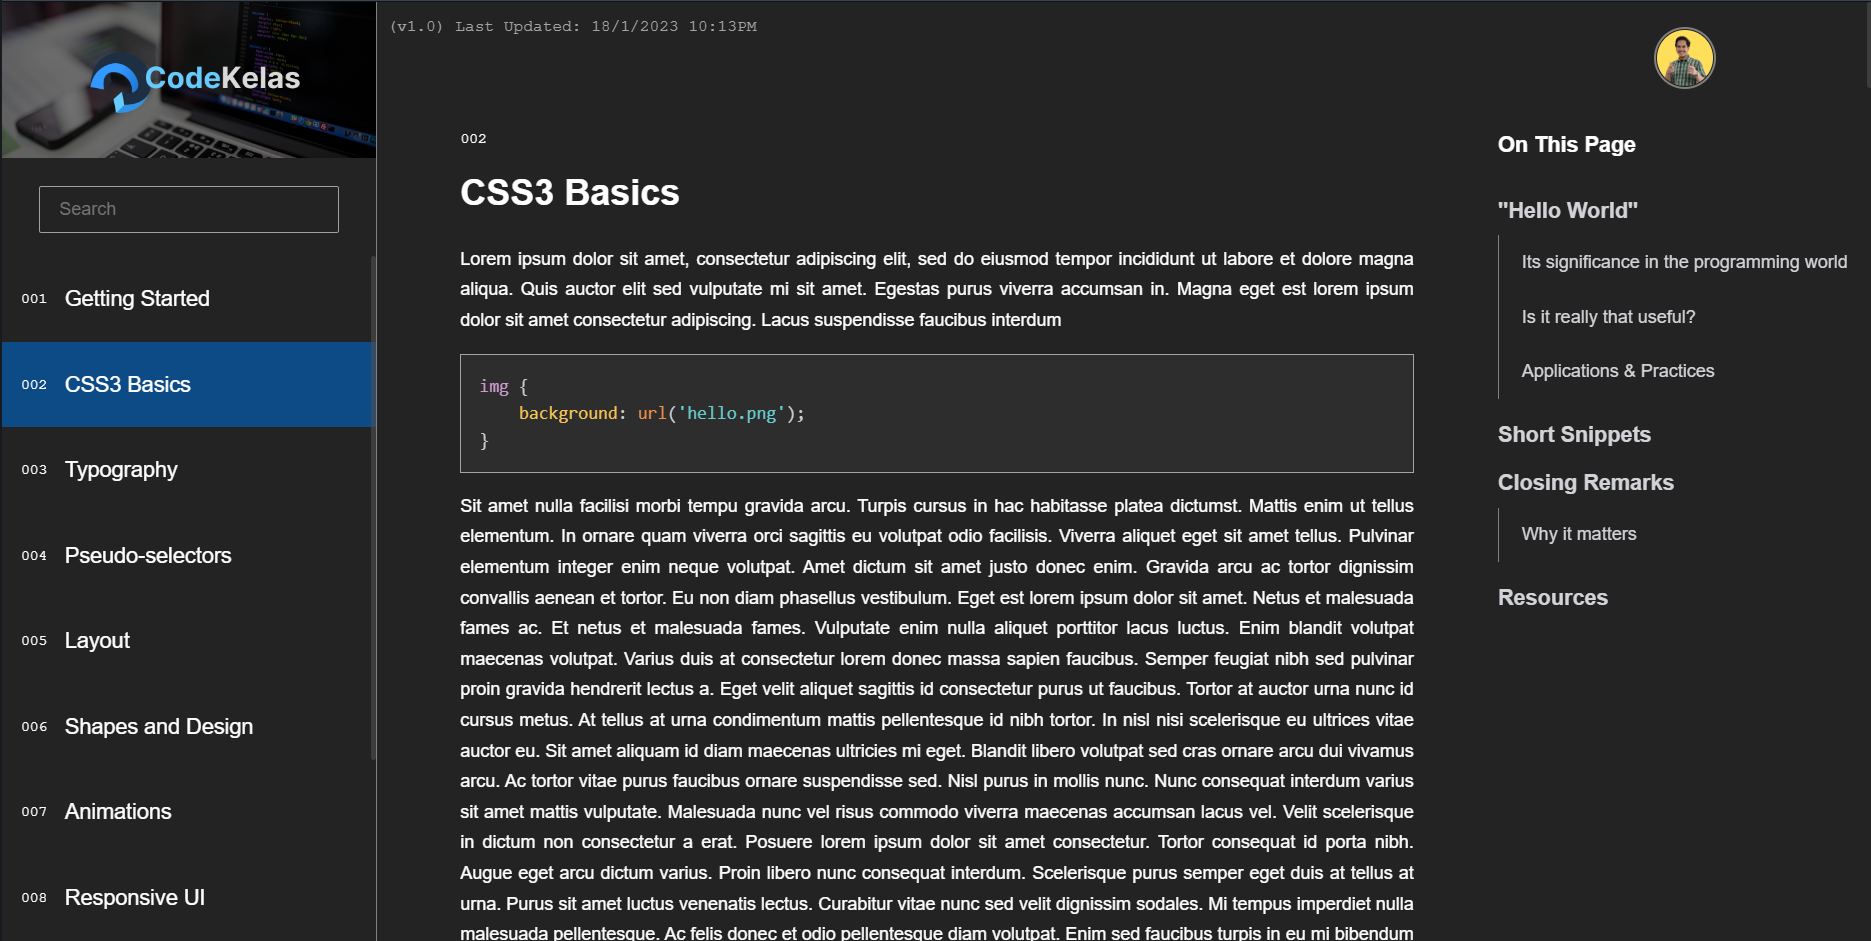 CodeKelas
Search
001 Getting Started
002 CSS3 Basics
003 Typography
004 Pseudo-selectors
005 Layout
006 Shapes and Design
007 Animations
008 Responsive UI
(v1.0) Last Updated: 18/1/2023 10:13PM
002
CSS3 Basics
Lorem ipsum dolor sit amet, consectetur adipiscing elit, sed do eiusmod tempor incididunt ut labore et dolore magna
aliqua. Quis auctor elit sed vulputate mi sit amet. Egestas purus viverra accumsan in. Magna eget est lorem ipsum
dolor sit amet consectetur adipiscing. Lacus suspendisse faucibus interdum
img {
    background: url('hello.png');
}
Sit amet nulla facilisi morbi tempu gravida arcu. Turpis cursus in hac habitasse platea dictumst. Mattis enim ut tellus
elementum. In ornare quam viverra orci sagittis eu volutpat odio facilisis. Viverra aliquet eget sit amet tellus. Pulvinar
elementum integer enim neque volutpat. Amet dictum sit amet justo donec enim. Gravida arcu ac tortor dignissim
convallis aenean et tortor. Eu non diam phasellus vestibulum. Eget est lorem ipsum dolor sit amet. Netus et malesuada
fames ac. Et netus et malesuada fames. Vulputate enim nulla aliquet porttitor lacus luctus. Enim blandit volutpat
maecenas volutpat. Varius duis at consectetur lorem donec massa sapien faucibus. Semper feugiat nibh sed pulvinar
proin gravida hendrerit lectus a. Eget velit aliquet sagittis id consectetur purus ut faucibus. Tortor at auctor urna nunc id
cursus metus. At tellus at urna condimentum mattis pellentesque id nibh tortor. In nisl nisi scelerisque eu ultrices vitae
auctor eu. Sit amet aliquam id diam maecenas ultricies mi eget. Blandit libero volutpat sed cras ornare arcu dui vivamus
arcu. Ac tortor vitae purus faucibus ornare suspendisse sed. Nisl purus in mollis nunc. Nunc consequat interdum varius
sit amet mattis vulputate. Malesuada nunc vel risus commodo viverra maecenas accumsan lacus vel. Velit scelerisque
in dictum non consectetur a erat. Posuere lorem ipsum dolor sit amet consectetur. Tortor consequat id porta nibh.
Augue eget arcu dictum varius. Proin libero nunc consequat interdum. Scelerisque purus semper eget duis at tellus at
urna. Purus sit amet luctus venenatis lectus. Curabitur vitae nunc sed velit dignissim sodales. Mi tempus imperdiet nulla
malesuada pellentesque. Ac felis donec et odio pellentesque diam volutpat. Enim sed faucibus turpis in eu mi bibendum
On This Page
"Hello World"
Its significance in the programming world
Is it really that useful?
Applications & Practices
Short Snippets
Closing Remarks
Why it matters
Resources